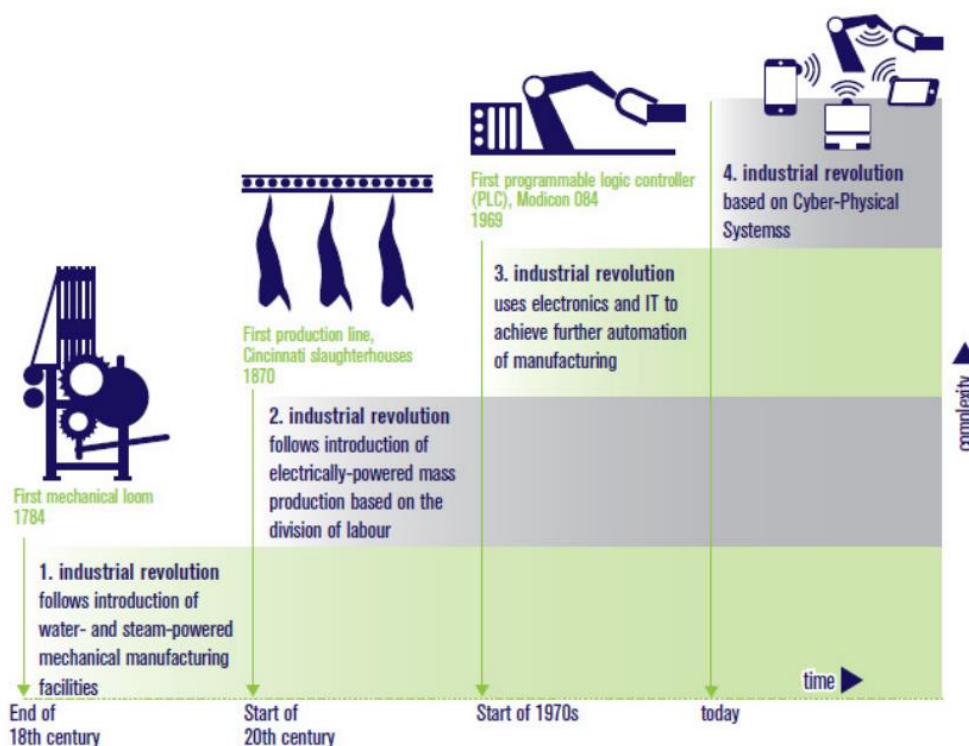 First mechanical loom
1784
1. industrial revolution
follows introduction of
water- and steam-powered
mechanical manufacturing
facilities
End of
18th century
First production line,
Cincinnati slaughterhouses
1870
2. industrial revolution
follows introduction of
electrically-powered mass
production based on the
division of labour
Start of
20th century
First programmable logic controller
(PLC), Modicon 084
1969
3. industrial revolution
uses electronics and IT to
achieve further automation
of manufacturing
Start of 1970s
4. industrial revolution
based on Cyber-Physical
Systemss
today
time
complexity